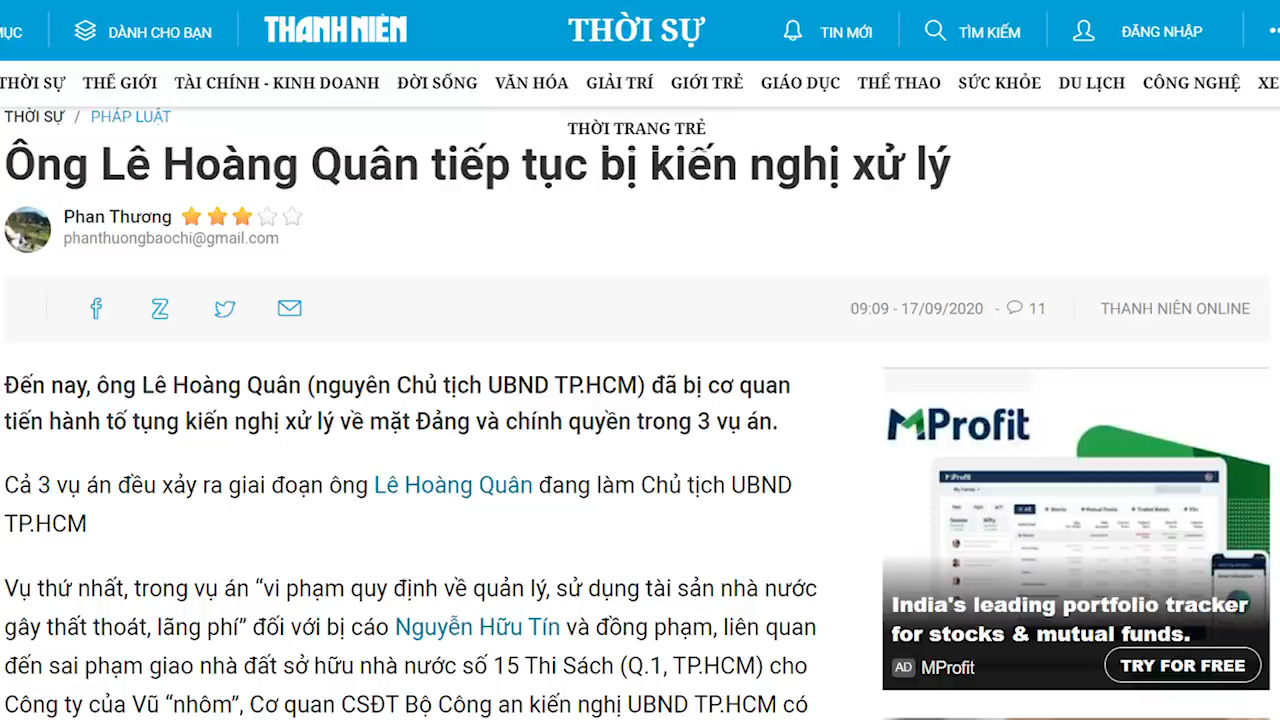 MỤC
DÀNH CHO BẠN
THANH NIÊN
THỜI SỰ
TIN MỚI
TÌM KIẾM
ĐĂNG NHẬP
THỜI SỰ THẾ GIỚI TÀI CHÍNH - KINH DOANH ĐỜI SỐNG VĂN HÓA GIẢI TRÍ GIỚI TRẺ GIÁO DỤC THỂ THAO SỨC KHỎE DU LỊCH CÔNG NGHỆ XE
THỜI TRANG TRẺ
THỜI SỰ / PHÁP LUẬT
Ông Lê Hoàng Quân tiếp tục bị kiến nghị xử lý
Phan Thương
phanthuongbaochi@gmail.com
09:09 - 17/09/2020 - 11 THANH NIÊN ONLINE
Đến nay, ông Lê Hoàng Quân (nguyên Chủ tịch UBND TP.HCM) đã bị cơ quan
tiến hành tố tụng kiến nghị xử lý về mặt Đảng và chính quyền trong 3 vụ án.
Cả 3 vụ án đều xảy ra giai đoạn ông Lê Hoàng Quân đang làm Chủ tịch UBND
TP.HCM
Vụ thứ nhất, trong vụ án “vi phạm quy định về quản lý, sử dụng tài sản nhà nước
gây thất thoát, lãng phí” đối với bị cáo Nguyễn Hữu Tín và đồng phạm, liên quan
đến sai phạm giao nhà đất sở hữu nhà nước số 15 Thi Sách (Q.1, TP.HCM) cho
Công ty của Vũ “nhôm”, Cơ quan CSĐT Bộ Công an kiến nghị UBND TP.HCM có
MProfit
India's leading portfolio tracker
for stocks & mutual funds.
AD MProfit
TRY FOR FREE